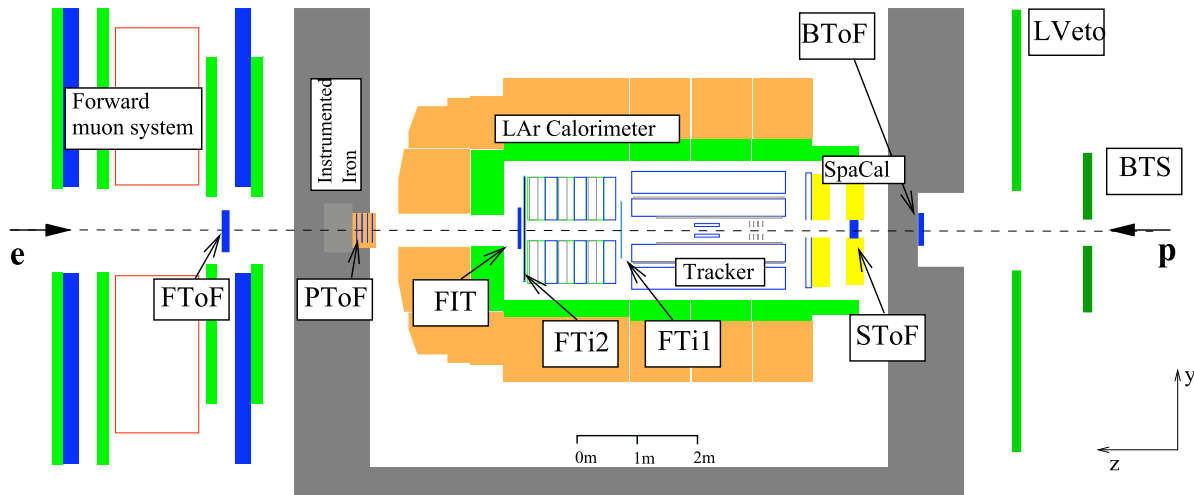 BToF
LVeto
Forward
muon system
Instrumented
Iron
LAr Calorimeter
SpaCal
BTS
e
p
Tracker
FToF
PToF
FIT
FTi2
FTi1
SToF
y
z
0m
1m
2m